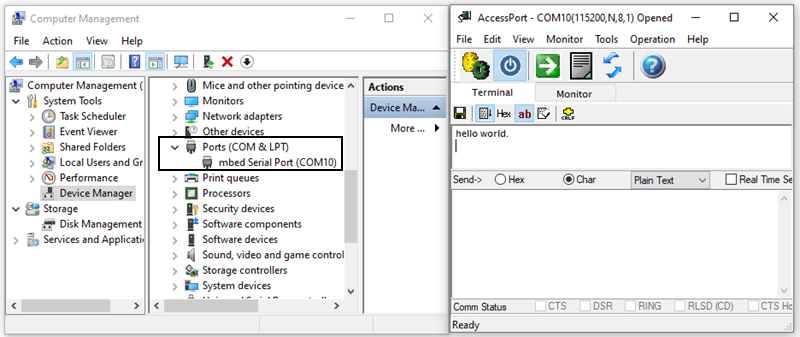 Computer Management
File Action View Help
Computer Management (
System Tools
Task Scheduler
Event Viewer
Shared Folders
Local Users and Gr
Performance
Device Manager
Storage
Disk Management
Services and Applicatio
Mice and other pointing device
Monitors
Network adapters
Other devices
Ports (COM & LPT)
mbed Serial Port (COM10)
Print queues
Processors
Security devices
Software components
Software devices
Sound, video and game control
Storage controllers
System devices
Actions
Device Ma...
More ...
AccessPort - COM10(115200,N,8,1) Opened
File Edit View Monitor Tools Operation
Terminal Monitor
Hex ab CRLF
hello world.
Send-> Hex Char Plain Text Real Time Se
Comm Status CTS DSR RING RLSD (CD) CTS Ho
Ready